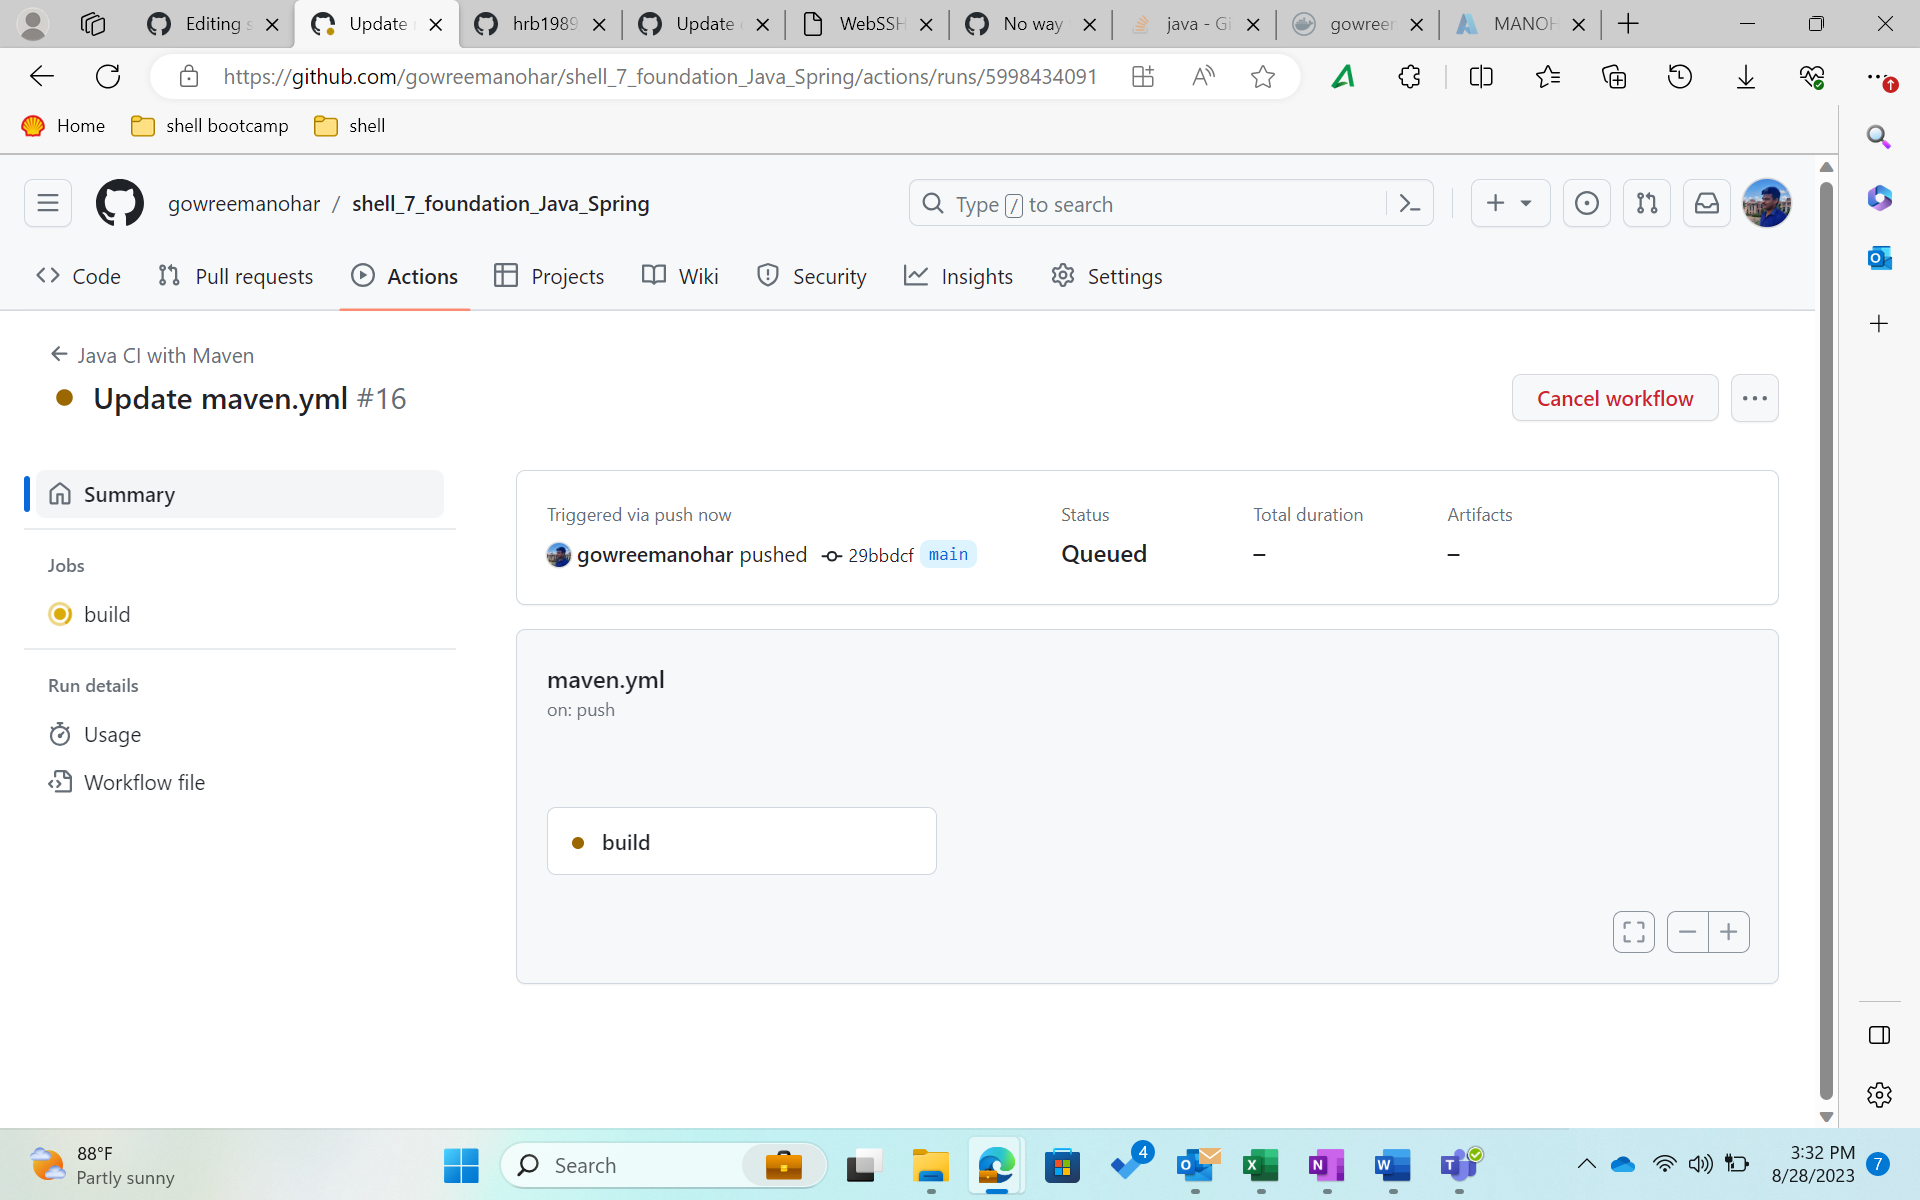 Editing s
Update
hrb1989
Update
WebSSH
No way
java - Gi
gowreer
MANOH
https://github.com/gowreemanohar/shell_7_foundation_Java_Spring/actions/runs/5998434091
Home
shell bootcamp
shell
gowreemanohar / shell_7_foundation_Java_Spring
Type / to search
Code
Pull requests
Actions
Projects
Wiki
Security
Insights
Settings
Java CI with Maven
Update maven.yml #16
Cancel workflow
Summary
Jobs
build
Run details
Usage
Workflow file
Triggered via push now
gowreemanohar pushed 29bbdcf main
Status
Queued
Total duration
–
Artifacts
–
maven.yml
on: push
build
88°F
Partly sunny
Search
4
3:32 PM
8/28/2023
7